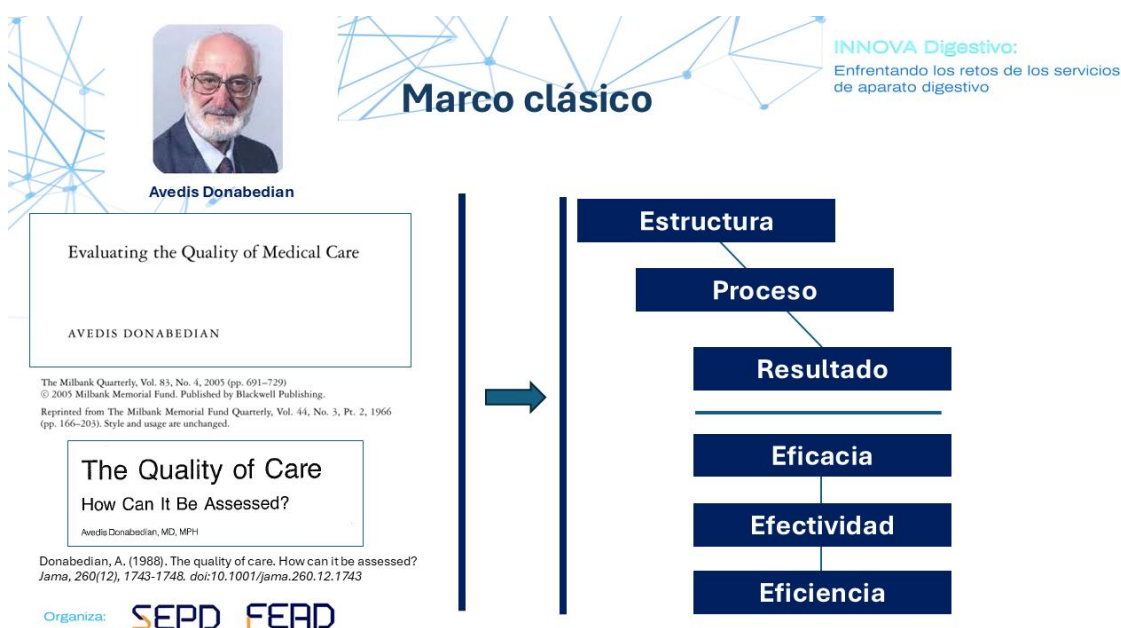 INNOVA Digestivo:
Enfrentando los retos de los servicios
de aparato digestivo
Marco clásico
Avedis Donabedian
Evaluating the Quality of Medical Care
AVEDIS DONABEDIAN
The Milbank Quarterly, Vol. 83, No. 4, 2005 (pp. 691–729)
© 2005 Milbank Memorial Fund. Published by Blackwell Publishing.
Reprinted from The Milbank Memorial Fund Quarterly, Vol. 44, No. 3, Pt. 2, 1966
(pp. 166–203). Style and usage are unchanged.
The Quality of Care
How Can It Be Assessed?
Avedis Donabedian, MD, MPH
Donabedian, A. (1988). The quality of care. How can it be assessed?
Jama, 260(12), 1743-1748. doi:10.1001/jama.260.12.1743
Organiza:
SEPD FEAD
Estructura
Proceso
Resultado
Eficacia
Efectividad
Eficiencia